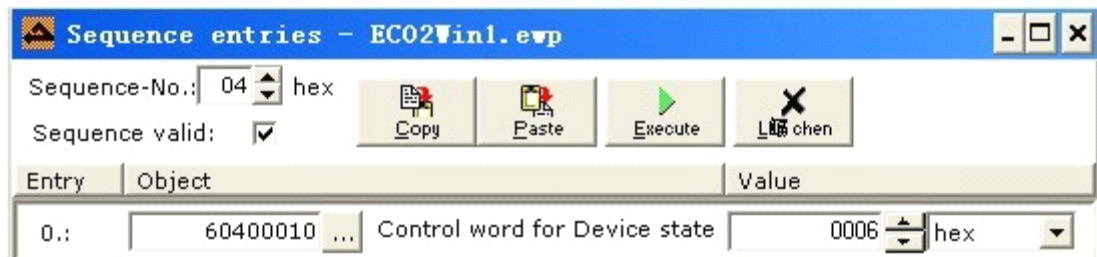 Sequence entries - ECO2Win1.ewp
Sequence-No.: 04 hex
Sequence valid:
Copy Paste Execute
Entry Object Value
0.: 60400010 ... Control word for Device state 0006 hex